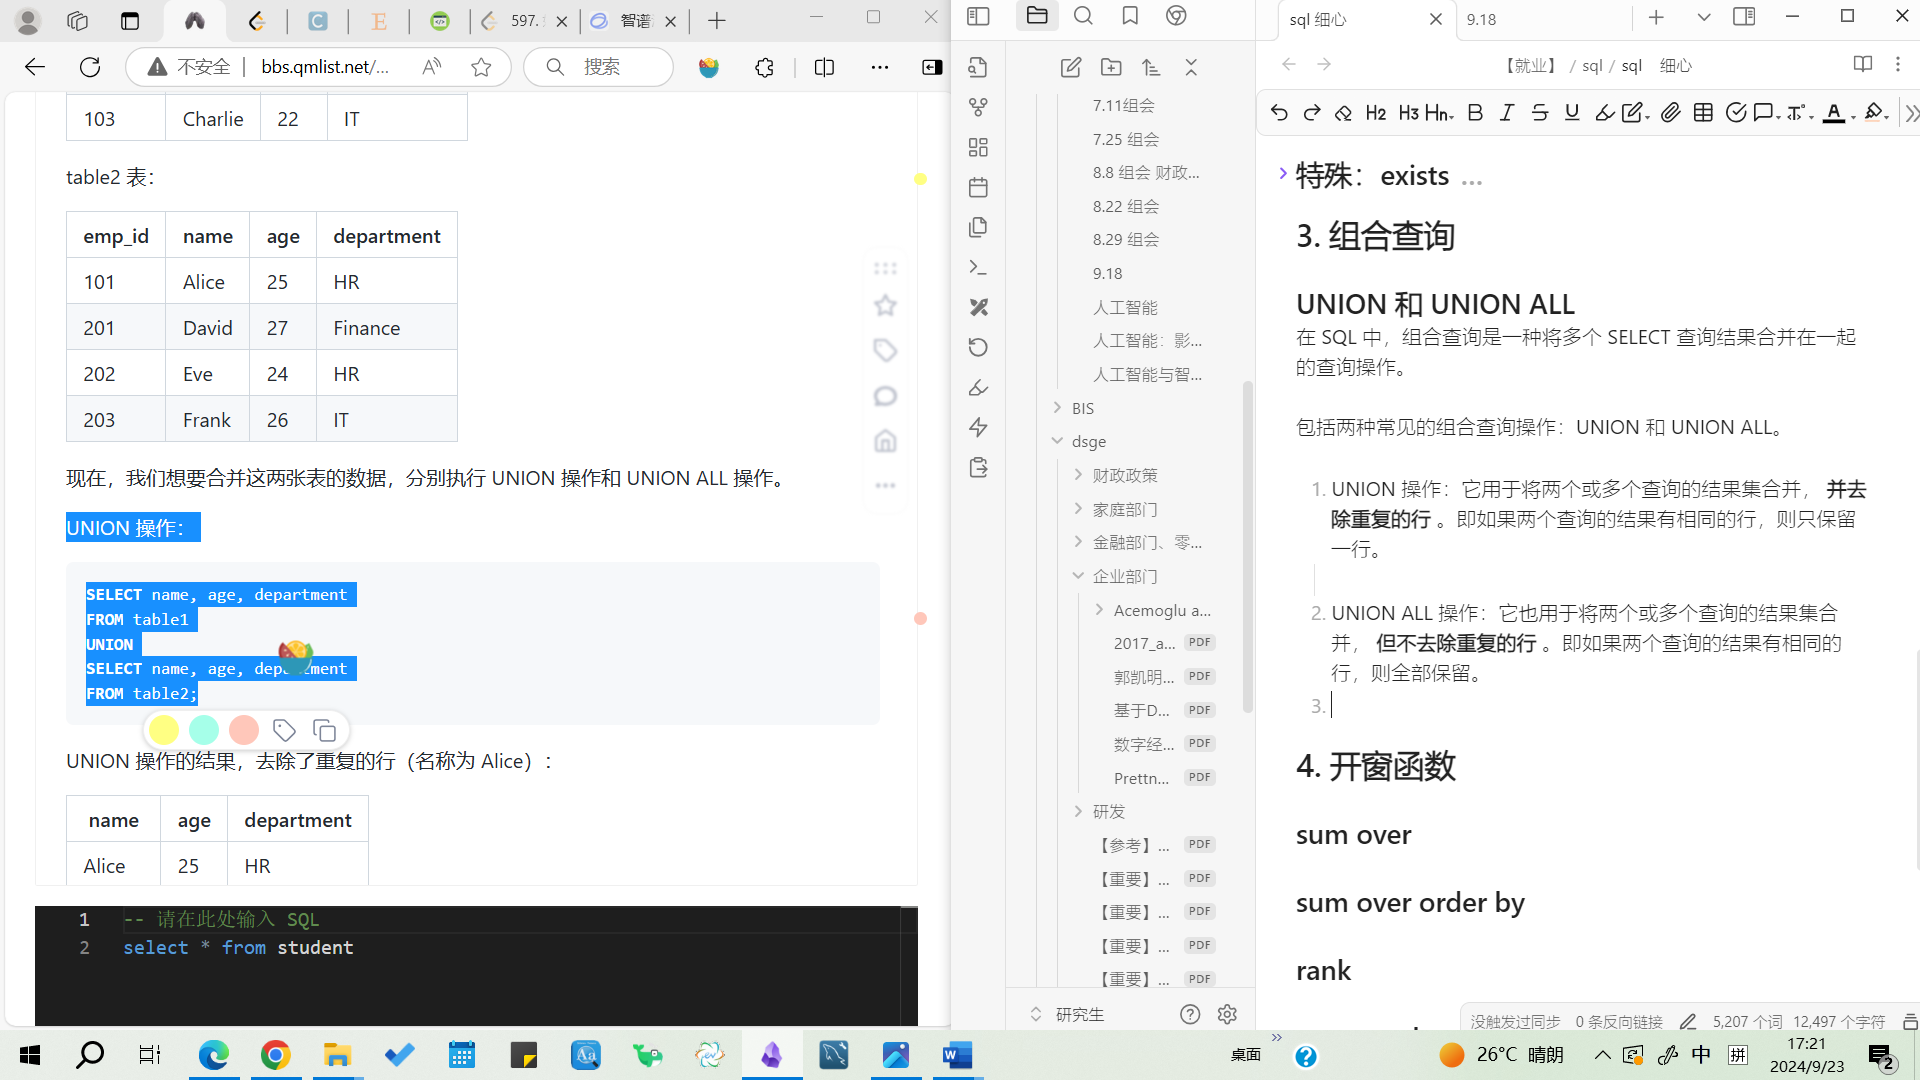 597.
智谱
不安全
bbs.qmlist.net/...
搜索
103 Charlie 22 IT
table2 表：
emp_id name age department
101 Alice 25 HR
201 David 27 Finance
202 Eve 24 HR
203 Frank 26 IT
现在，我们想要合并这两张表的数据，分别执行 UNION 操作和 UNION ALL 操作。
UNION 操作：
SELECT name, age, department
FROM table1
UNION
SELECT name, age, department
FROM table2;
UNION 操作的结果，去除了重复的行（名称为 Alice）：
name age department
Alice 25 HR
1 -- 请在此处输入 SQL
2 select * from student
7.11组会
7.25 组会
8.8 组会 财政...
8.22 组会
8.29 组会
9.18
人工智能
人工智能：影...
人工智能与智...
BIS
dsge
财政政策
家庭部门
金融部门、零...
企业部门
Acemoglu a...
2017_a... PDF
郭凯明... PDF
基于D... PDF
数字经... PDF
Prettn... PDF
研发
【参考】... PDF
【重要】... PDF
【重要】... PDF
【重要】... PDF
【重要】... PDF
研究生
sql 细心
9.18
【就业】 / sql / sql 细心
H2 H3 Hn B I S U A
特殊：exists ...
3. 组合查询
UNION 和 UNION ALL
在 SQL 中，组合查询是一种将多个 SELECT 查询结果合并在一起
的查询操作。
包括两种常见的组合查询操作：UNION 和 UNION ALL。
1. UNION 操作：它用于将两个或多个查询的结果集合并， 并去
除重复的行 。即如果两个查询的结果有相同的行，则只保留
一行。
2. UNION ALL 操作：它也用于将两个或多个查询的结果集合
并， 但不去除重复的行 。即如果两个查询的结果有相同的
行，则全部保留。
3.
4. 开窗函数
sum over
sum over order by
rank
没触发过同步 0 条反向链接 5,207 个词 12,497 个字符
桌面
26°C 晴朗
中
拼
17:21
2024/9/23
2